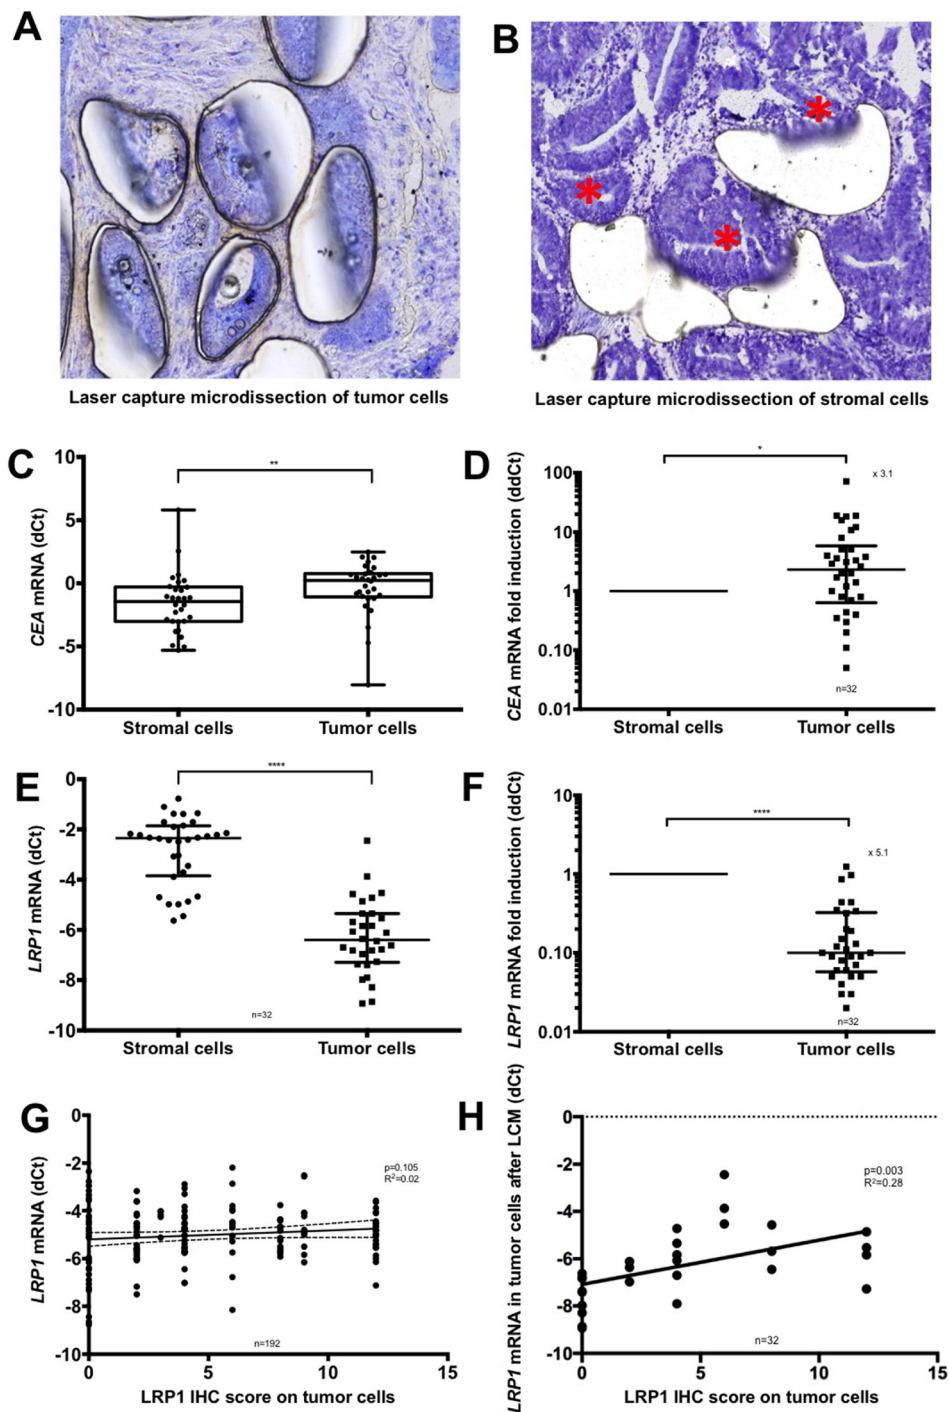 A
B
Laser capture microdissection of tumor cells
Laser capture microdissection of stromal cells
C
CEA mRNA (dCt)
10
5
0
-5
-10
**
Stromal cells
Tumor cells
D
CEA mRNA fold induction (ddCt)
100
10
1
0.10
0.01
*
x 3.1
n=32
Stromal cells
Tumor cells
E
LRP1 mRNA (dCt)
0
-2
-4
-6
-8
-10
****
n=32
Stromal cells
Tumor cells
F
LRP1 mRNA fold induction (ddCt)
10
1
0.10
0.01
****
x 5.1
n=32
Stromal cells
Tumor cells
G
LRP1 mRNA (dCt)
0
-2
-4
-6
-8
-10
p=0.105
R²=0.02
n=192
0
5
10
15
LRP1 IHC score on tumor cells
H
LRP1 mRNA in tumor cells after LCM (dCt)
0
-2
-4
-6
-8
-10
p=0.003
R²=0.28
n=32
0
5
10
15
LRP1 IHC score on tumor cells